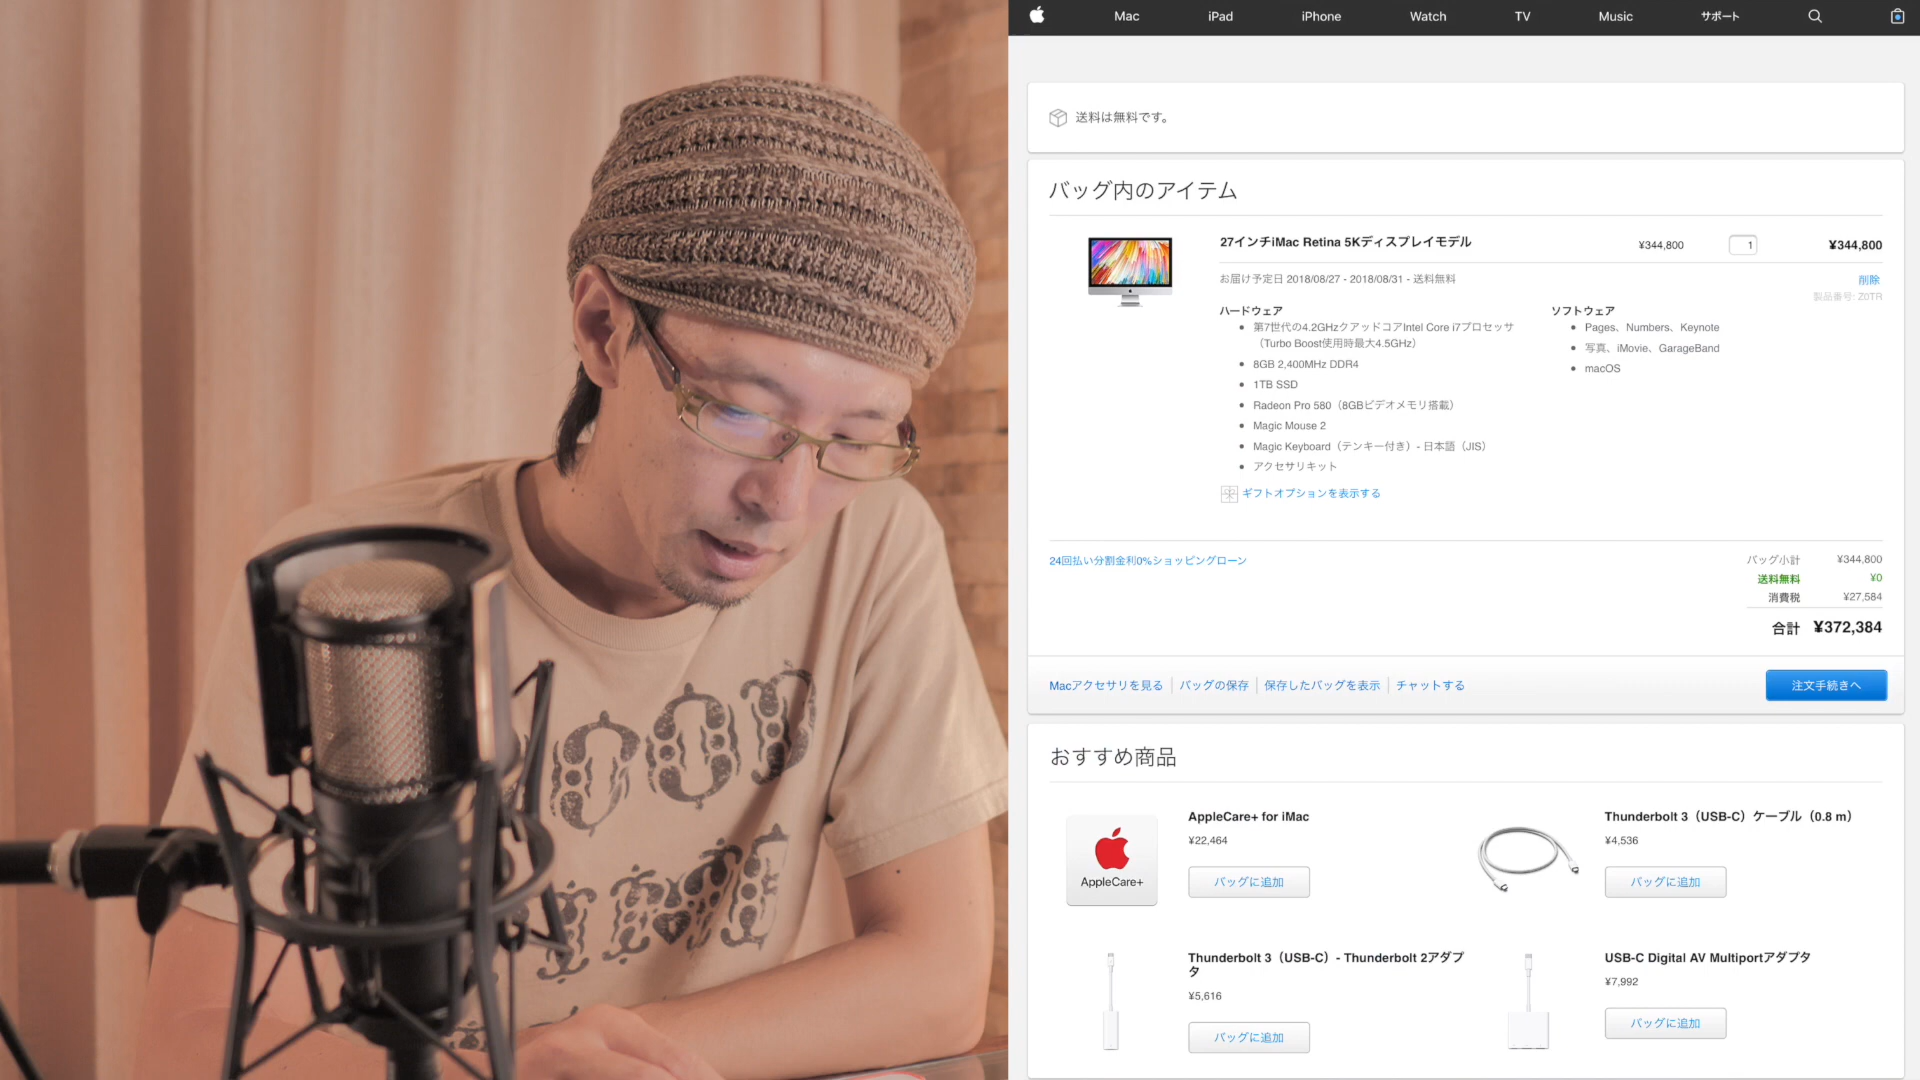 Mac
iPad
iPhone
Watch
TV
Music
サポート
送料は無料です。
バッグ内のアイテム
27インチiMac Retina 5Kディスプレイモデル
¥344,800
1
¥344,800
お届け予定日 2018/08/27 - 2018/08/31 - 送料無料
削除
製品番号: Z0TR
ハードウェア
第7世代の4.2GHzクアッドコアIntel Core i7プロセッサ
（Turbo Boost使用時最大4.5GHz）
8GB 2,400MHz DDR4
1TB SSD
Radeon Pro 580（8GBビデオメモリ搭載）
Magic Mouse 2
Magic Keyboard（テンキー付き）- 日本語（JIS）
アクセサリキット
ソフトウェア
Pages、Numbers、Keynote
写真、iMovie、GarageBand
macOS
ギフトオプションを表示する
24回払い分割金利0%ショッピングローン
バッグ小計 ¥344,800
送料無料 ¥0
消費税 ¥27,584
合計 ¥372,384
Macアクセサリを見る
バッグの保存
保存したバッグを表示
チャットする
注文手続きへ
おすすめ商品
AppleCare+
AppleCare+ for iMac
¥22,464
バッグに追加
Thunderbolt 3（USB-C）ケーブル（0.8 m）
¥4,536
バッグに追加
Thunderbolt 3（USB-C）- Thunderbolt 2アダプ
タ
¥5,616
バッグに追加
USB-C Digital AV Multiportアダプタ
¥7,992
バッグに追加